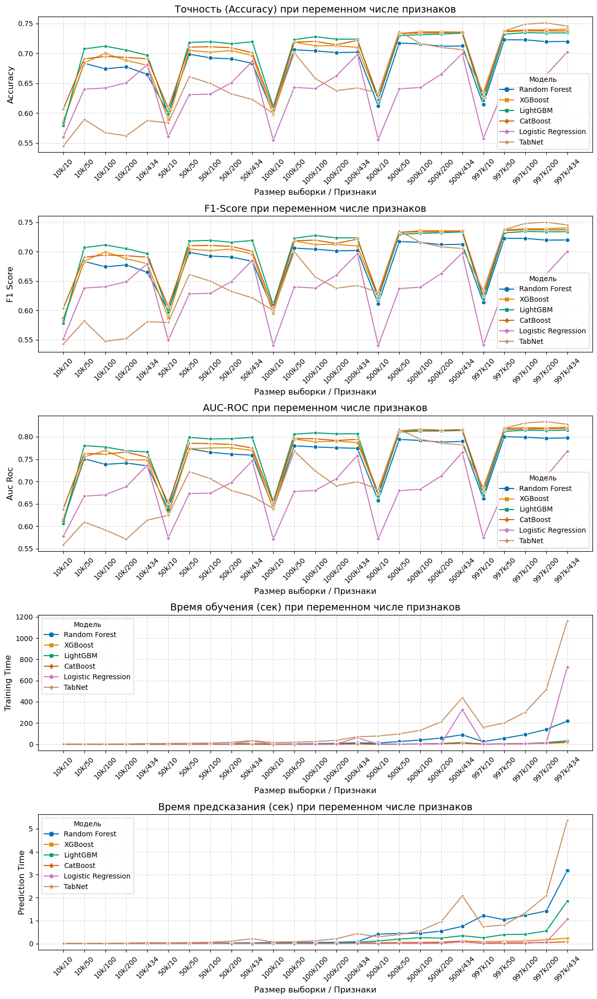 Точность (Accuracy) при переменном числе признаков
Accuracy
0.75
0.70
0.65
0.60
0.55
Модель
Random Forest
XGBoost
LightGBM
CatBoost
Logistic Regression
TabNet
10k/10 10k/50 10k/100 10k/200 10k/434 50k/10 50k/50 50k/100 50k/200 50k/434 100k/10 100k/50 100k/100 100k/200 100k/434 500k/10 500k/50 500k/100 500k/200 500k/434 997k/10 997k/50 997k/100 997k/200 997k/434
Размер выборки / Признаки
F1-Score при переменном числе признаков
F1 Score
0.75
0.70
0.65
0.60
0.55
Модель
Random Forest
XGBoost
LightGBM
CatBoost
Logistic Regression
TabNet
10k/10 10k/50 10k/100 10k/200 10k/434 50k/10 50k/50 50k/100 50k/200 50k/434 100k/10 100k/50 100k/100 100k/200 100k/434 500k/10 500k/50 500k/100 500k/200 500k/434 997k/10 997k/50 997k/100 997k/200 997k/434
Размер выборки / Признаки
AUC-ROC при переменном числе признаков
Auc Roc
0.80
0.75
0.70
0.65
0.60
0.55
Модель
Random Forest
XGBoost
LightGBM
CatBoost
Logistic Regression
TabNet
10k/10 10k/50 10k/100 10k/200 10k/434 50k/10 50k/50 50k/100 50k/200 50k/434 100k/10 100k/50 100k/100 100k/200 100k/434 500k/10 500k/50 500k/100 500k/200 500k/434 997k/10 997k/50 997k/100 997k/200 997k/434
Размер выборки / Признаки
Время обучения (сек) при переменном числе признаков
Training Time
1200
1000
800
600
400
200
0
Модель
Random Forest
XGBoost
LightGBM
CatBoost
Logistic Regression
TabNet
10k/10 10k/50 10k/100 10k/200 10k/434 50k/10 50k/50 50k/100 50k/200 50k/434 100k/10 100k/50 100k/100 100k/200 100k/434 500k/10 500k/50 500k/100 500k/200 500k/434 997k/10 997k/50 997k/100 997k/200 997k/434
Размер выборки / Признаки
Время предсказания (сек) при переменном числе признаков
Prediction Time
5
4
3
2
1
0
Модель
Random Forest
XGBoost
LightGBM
CatBoost
Logistic Regression
TabNet
10k/10 10k/50 10k/100 10k/200 10k/434 50k/10 50k/50 50k/100 50k/200 50k/434 100k/10 100k/50 100k/100 100k/200 100k/434 500k/10 500k/50 500k/100 500k/200 500k/434 997k/10 997k/50 997k/100 997k/200 997k/434
Размер выборки / Признаки